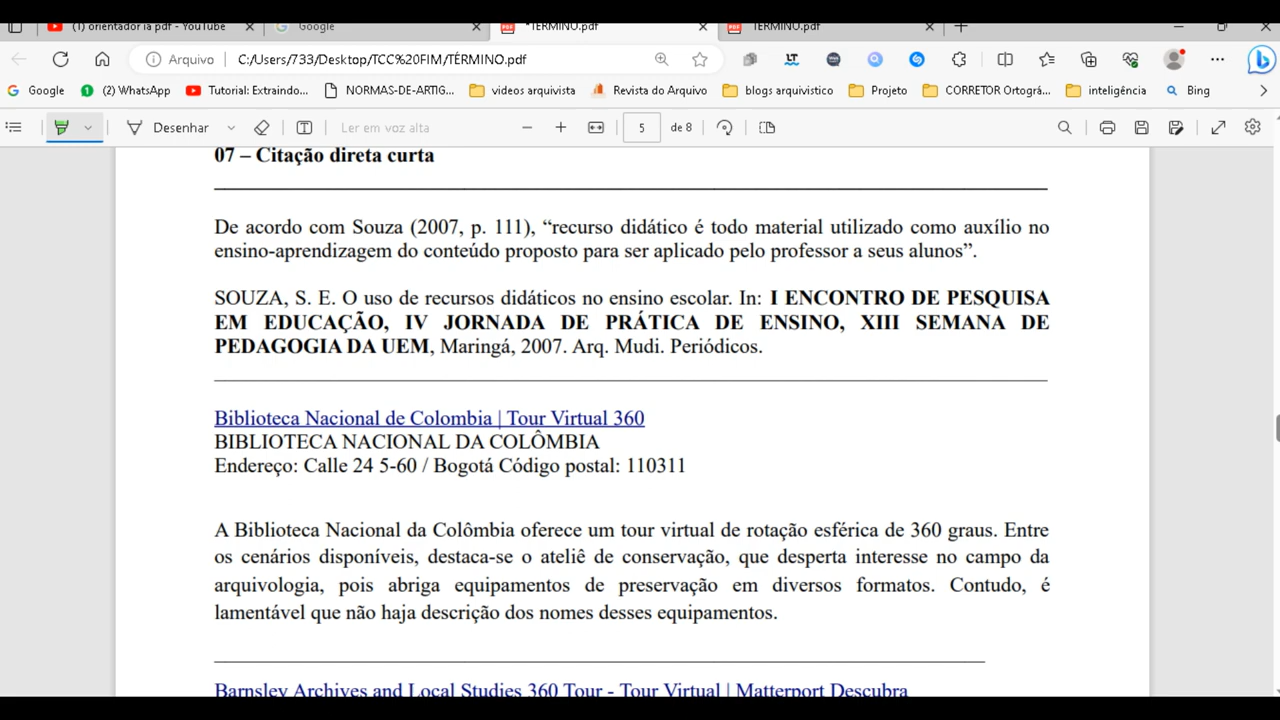 (1) orientador ia pdf - YouTube
Google
*TÉRMINO.pdf
TÉRMINO.pdf
Arquivo C:/Users/733/Desktop/TCC%20FIM/TÉRMINO.pdf
Google (2) WhatsApp Tutorial: Extraindo... NORMAS-DE-ARTIG... videos arquivista Revista do Arquivo blogs arquivistico Projeto CORRETOR Ortográ... inteligência Bing
Desenhar Ler em voz alta 5 de 8
07 – Citação direta curta
De acordo com Souza (2007, p. 111), “recurso didático é todo material utilizado como auxílio no
ensino-aprendizagem do conteúdo proposto para ser aplicado pelo professor a seus alunos”.
SOUZA, S. E. O uso de recursos didáticos no ensino escolar. In: I ENCONTRO DE PESQUISA
EM EDUCAÇÃO, IV JORNADA DE PRÁTICA DE ENSINO, XIII SEMANA DE
PEDAGOGIA DA UEM, Maringá, 2007. Arq. Mudi. Periódicos.
Biblioteca Nacional de Colombia | Tour Virtual 360
BIBLIOTECA NACIONAL DA COLÔMBIA
Endereço: Calle 24 5-60 / Bogotá Código postal: 110311
A Biblioteca Nacional da Colômbia oferece um tour virtual de rotação esférica de 360 graus. Entre
os cenários disponíveis, destaca-se o ateliê de conservação, que desperta interesse no campo da
arquivologia, pois abriga equipamentos de preservação em diversos formatos. Contudo, é
lamentável que não haja descrição dos nomes desses equipamentos.
Barnsley Archives and Local Studies 360 Tour - Tour Virtual | Matterport Descubra